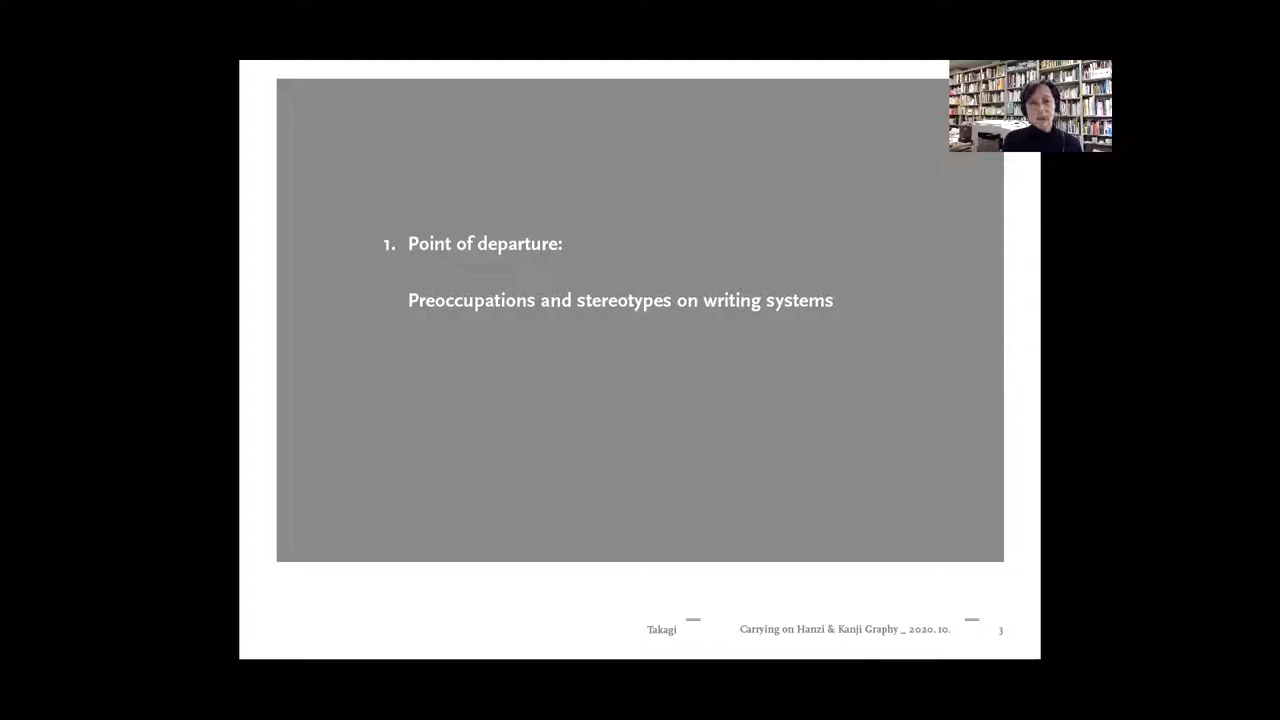 1. Point of departure:
Preoccupations and stereotypes on writing systems
Takagi — Carrying on Hanzi & Kanji Graphy _ 2020.10. — 3